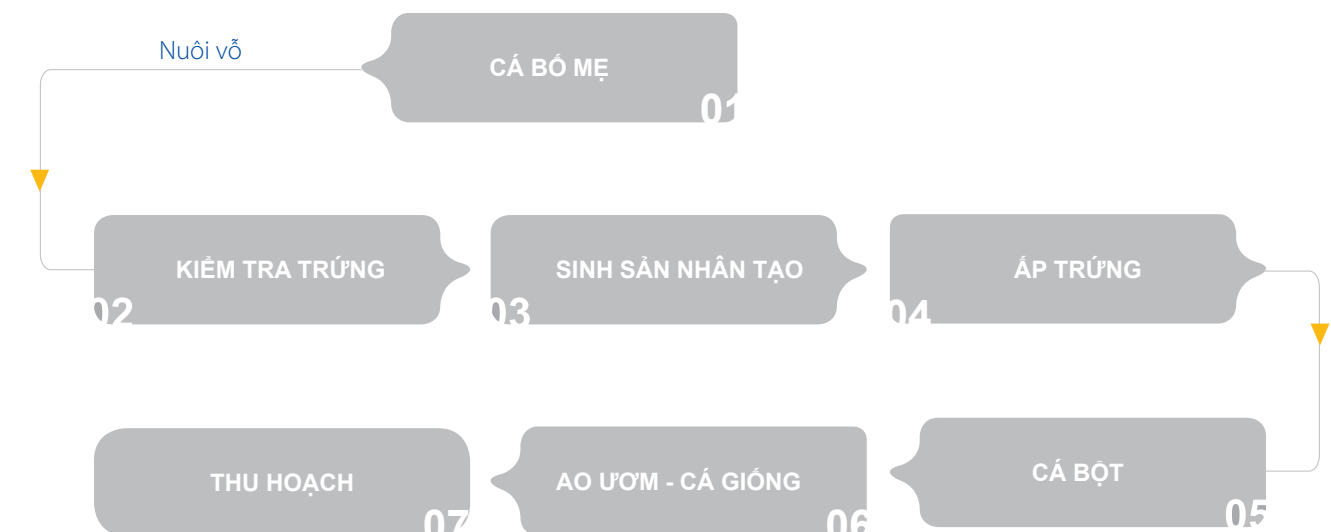 Nuôi vỗ
CÁ BỐ MẸ
01
KIỂM TRA TRỨNG
02
SINH SẢN NHÂN TẠO
03
ẤP TRỨNG
04
CÁ BỘT
05
AO ƯƠM - CÁ GIỐNG
06
THU HOẠCH
07